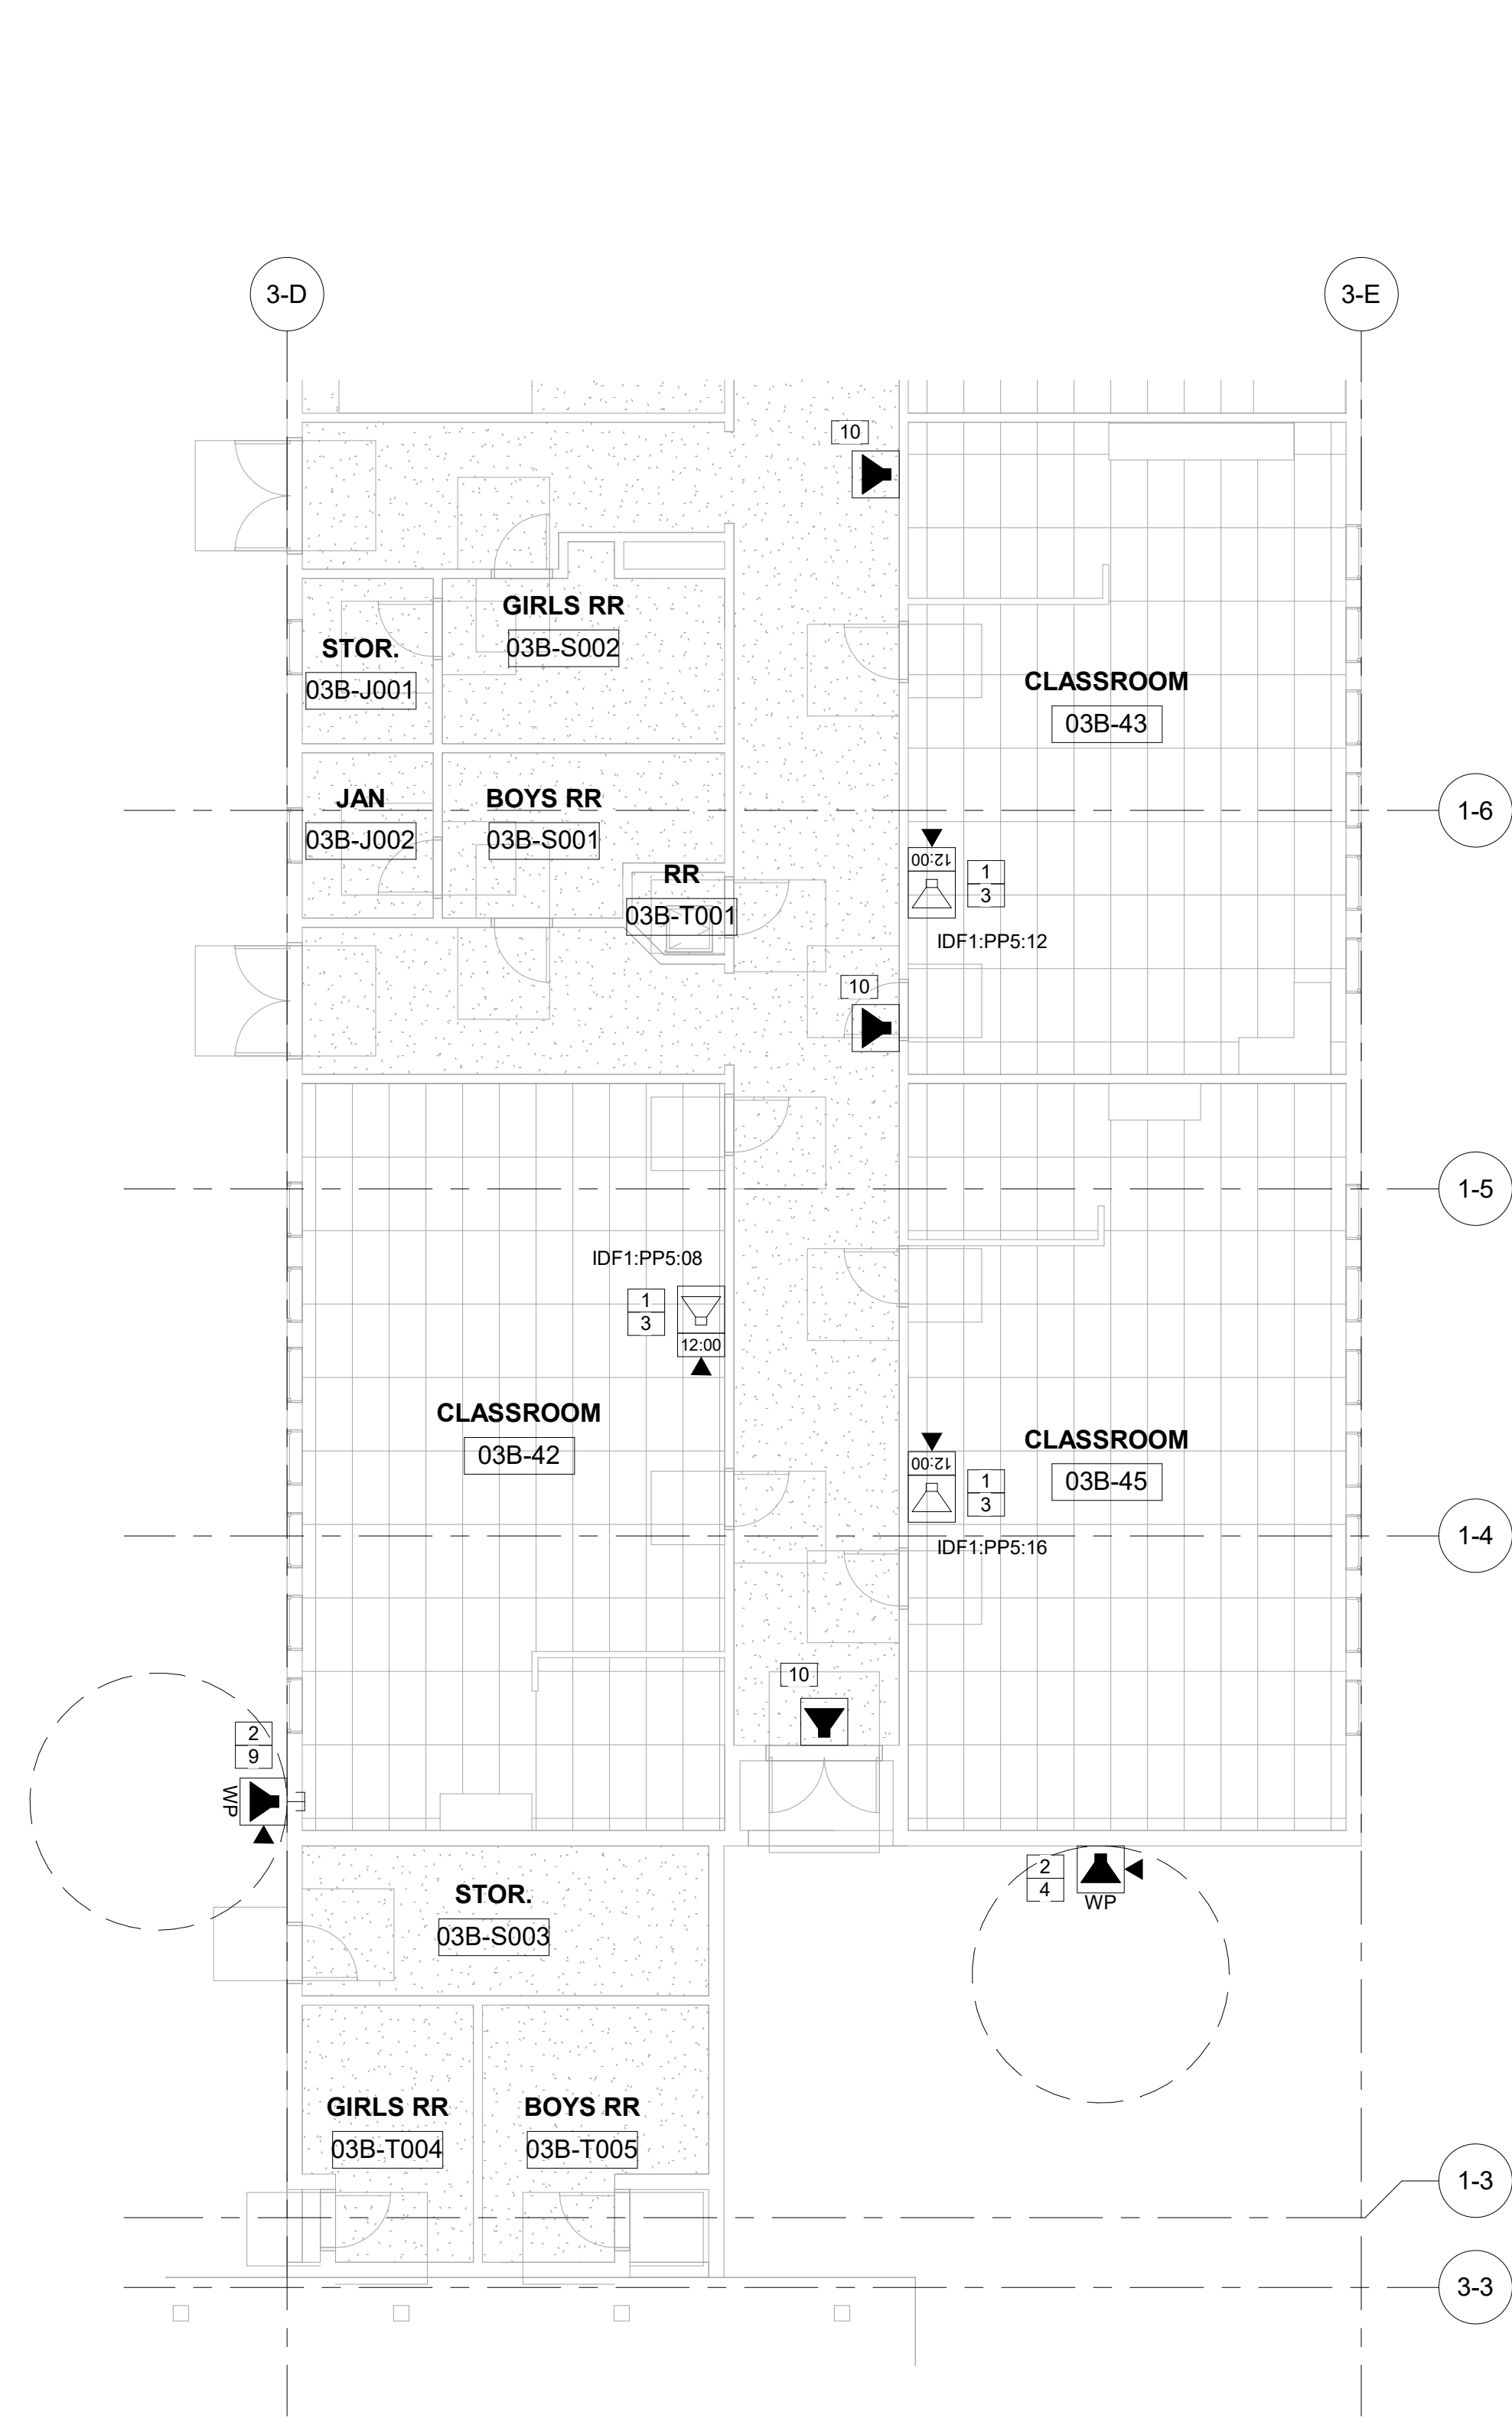 3-D
3-E
10
GIRLS RR
03B-S002
STOR.
03B-J001
CLASSROOM
03B-43
1-6
JAN
03B-J002
BOYS RR
03B-S001
RR
03B-T001
12:00
1
3
IDF1:PP5:12
10
1-5
IDF1:PP5:08
1
3
12:00
CLASSROOM
03B-42
CLASSROOM
03B-45
12:00
1
3
IDF1:PP5:16
1-4
10
2
9
WP
2
4
WP
STOR.
03B-S003
GIRLS RR
03B-T004
BOYS RR
03B-T005
1-3
3-3